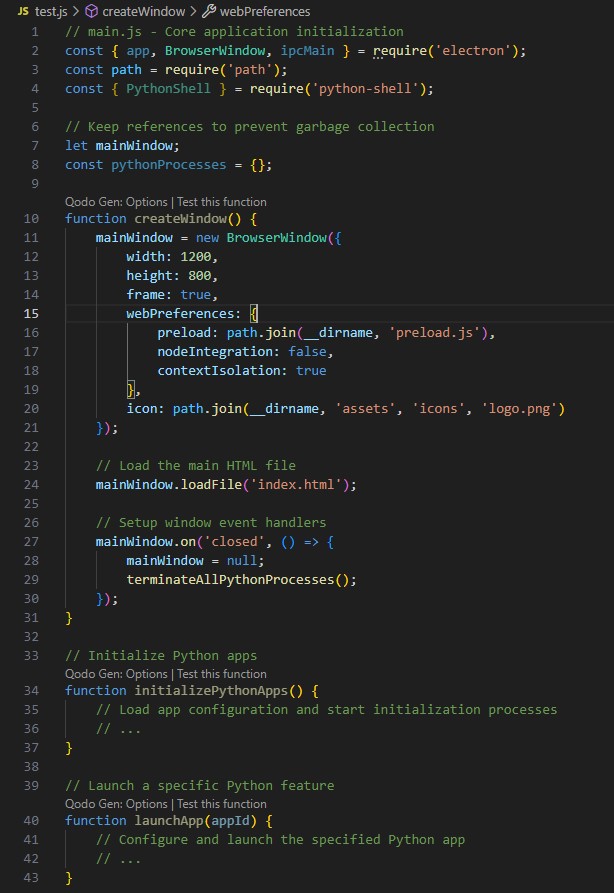 JS test.js > createWindow > webPreferences
1 // main.js - Core application initialization
2 const { app, BrowserWindow, ipcMain } = require('electron');
3 const path = require('path');
4 const { PythonShell } = require('python-shell');
5
6 // Keep references to prevent garbage collection
7 let mainWindow;
8 const pythonProcesses = {};
9
Qodo Gen: Options | Test this function
10 function createWindow() {
11     mainWindow = new BrowserWindow({
12         width: 1200,
13         height: 800,
14         frame: true,
15         webPreferences: {
16             preload: path.join(__dirname, 'preload.js'),
17             nodeIntegration: false,
18             contextIsolation: true
19         },
20         icon: path.join(__dirname, 'assets', 'icons', 'logo.png')
21     });
22
23     // Load the main HTML file
24     mainWindow.loadFile('index.html');
25
26     // Setup window event handlers
27     mainWindow.on('closed', () => {
28         mainWindow = null;
29         terminateAllPythonProcesses();
30     });
31 }
32
33 // Initialize Python apps
Qodo Gen: Options | Test this function
34 function initializePythonApps() {
35     // Load app configuration and start initialization processes
36     // ...
37 }
38
39 // Launch a specific Python feature
Qodo Gen: Options | Test this function
40 function launchApp(appId) {
41     // Configure and launch the specified Python app
42     // ...
43 }